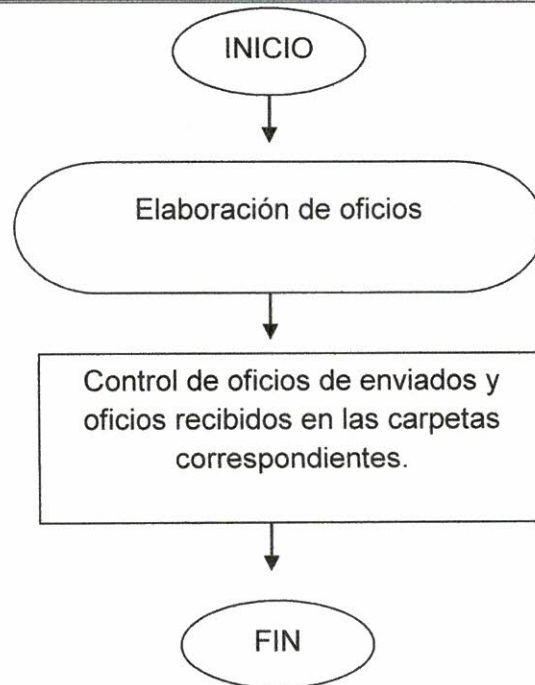 INICIO
Elaboración de oficios
Control de oficios de enviados y
oficios recibidos en las carpetas
correspondientes.
FIN